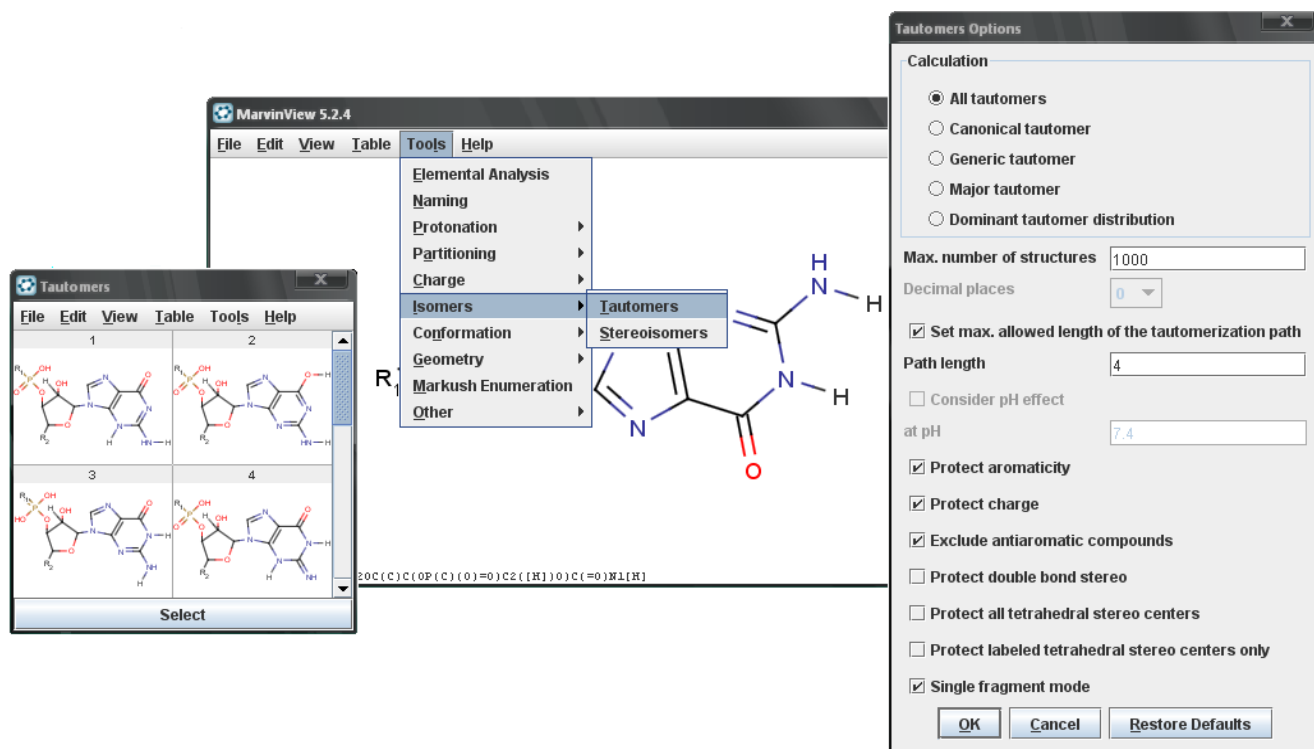 Tautomers Options
Calculation
All tautomers
Canonical tautomer
Generic tautomer
Major tautomer
Dominant tautomer distribution
Max. number of structures 1000
Decimal places 0
Set max. allowed length of the tautomerization path
Path length 4
Consider pH effect
at pH 7.4
Protect aromaticity
Protect charge
Exclude antiaromatic compounds
Protect double bond stereo
Protect all tetrahedral stereo centers
Protect labeled tetrahedral stereo centers only
Single fragment mode
OK Cancel Restore Defaults
MarvinView 5.2.4
File Edit View Table Tools Help
Elemental Analysis
Naming
Protonation
Partitioning
Charge
Isomers
Conformation
Geometry
Markush Enumeration
Other
Tautomers
Stereoisomers
H
N H
N
H
R1
N
O
2OC(C)C(OP(C)(O)=O)C2([H])O)C(=O)N1[H]
Tautomers
File Edit View Table Tools Help
1 2
3 4
Select